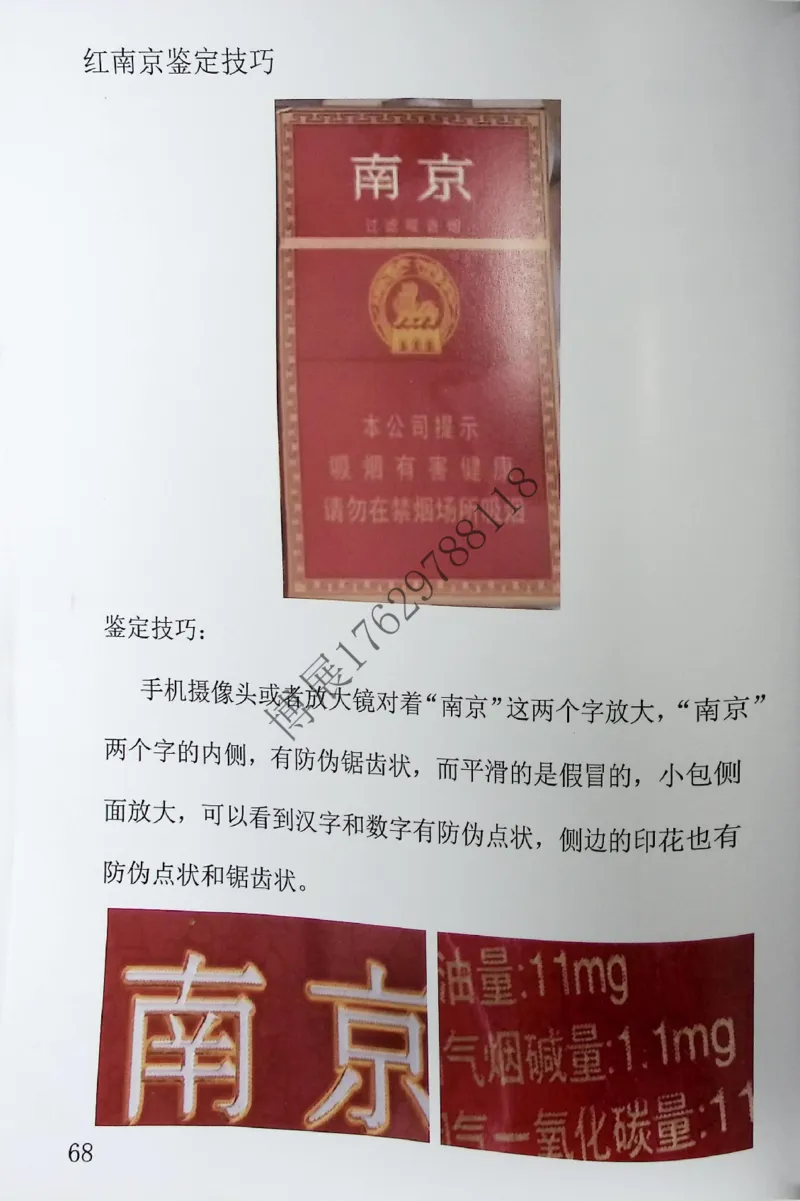 红南京鉴定技巧
南京
过滤嘴香烟
本公司提示
吸烟有害健康
请勿在禁烟场所吸烟
博展17629788118
鉴定技巧：
手机摄像头或者放大镜对着“南京”这两个字放大，“南京”
两个字的内侧，有防伪锯齿状，而平滑的是假冒的，小包侧
面放大，可以看到汉字和数字有防伪点状，侧边的印花也有
防伪点状和锯齿状。
南京
油量:11mg
气烟碱量:1.1mg
气一氧化碳量:11
68